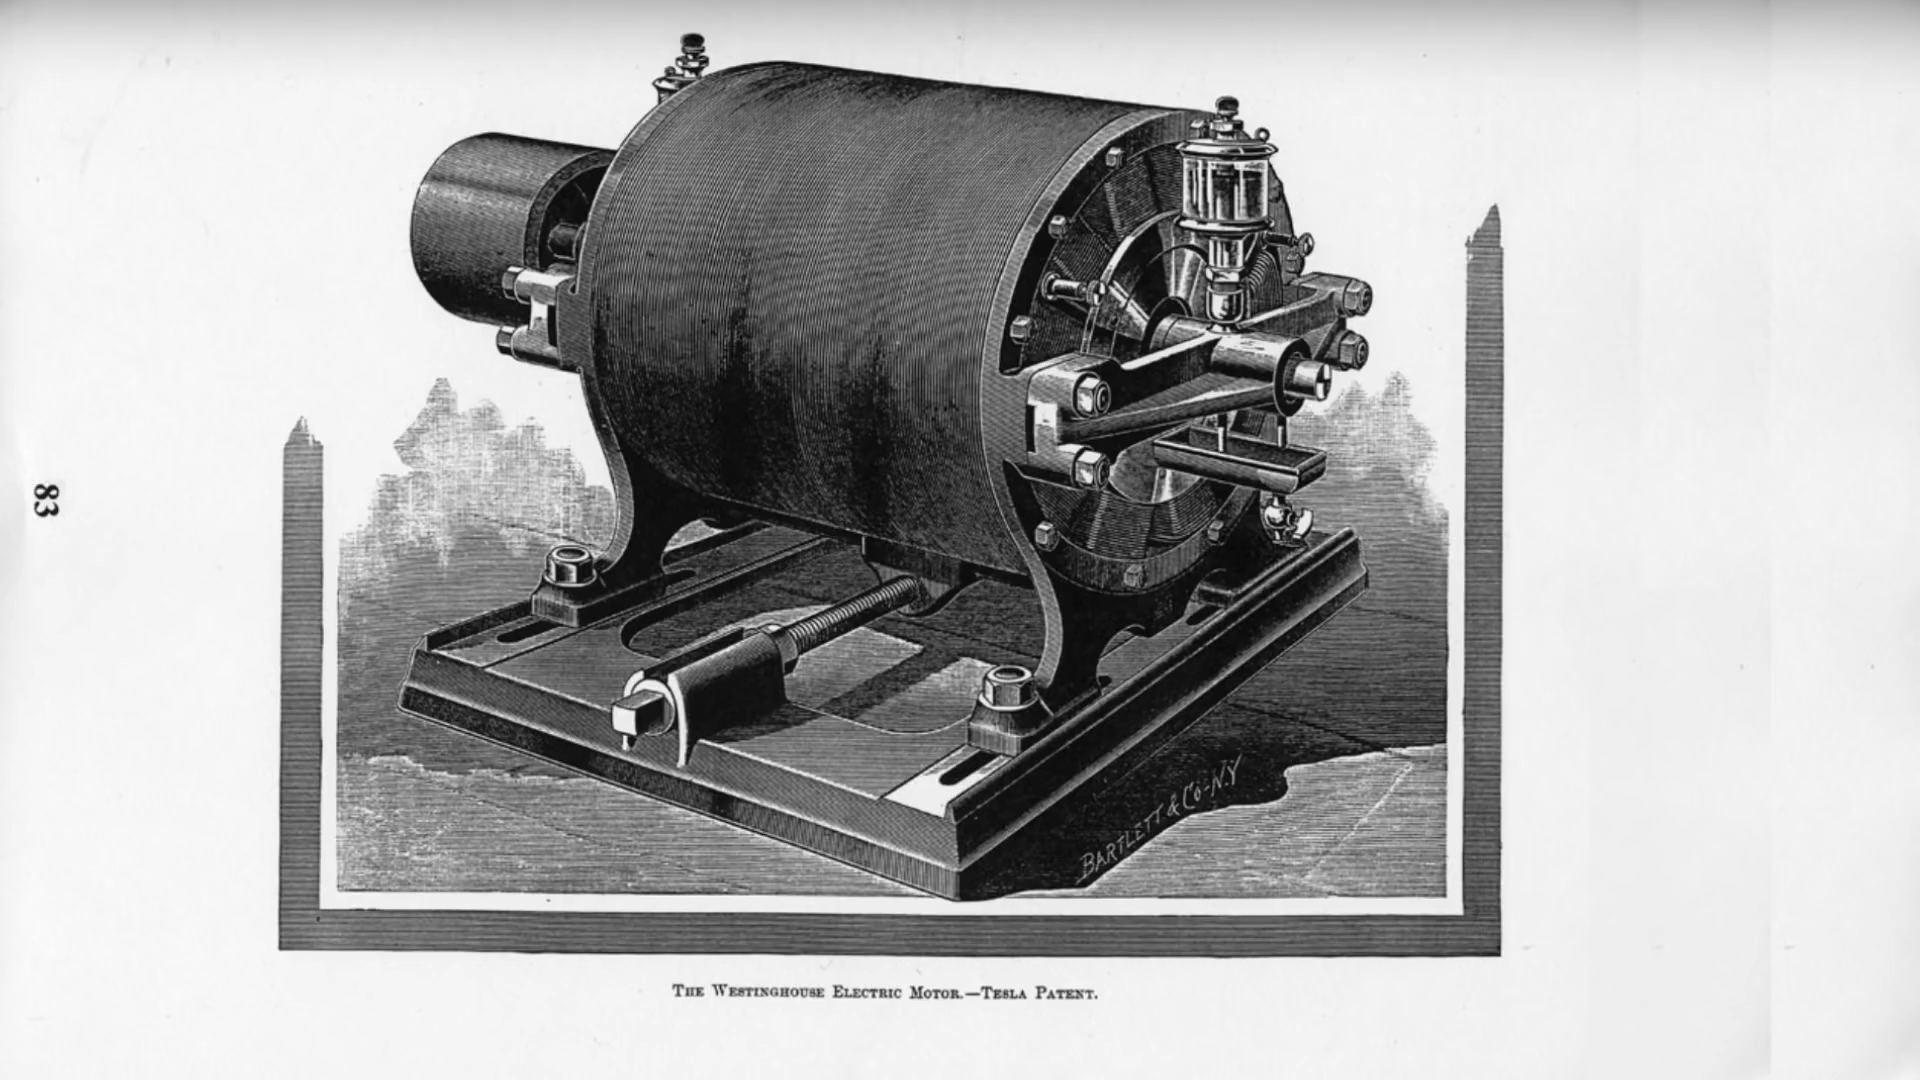 83
BARTLETT & CO-N.Y
THE WESTINGHOUSE ELECTRIC MOTOR.—TESLA PATENT.